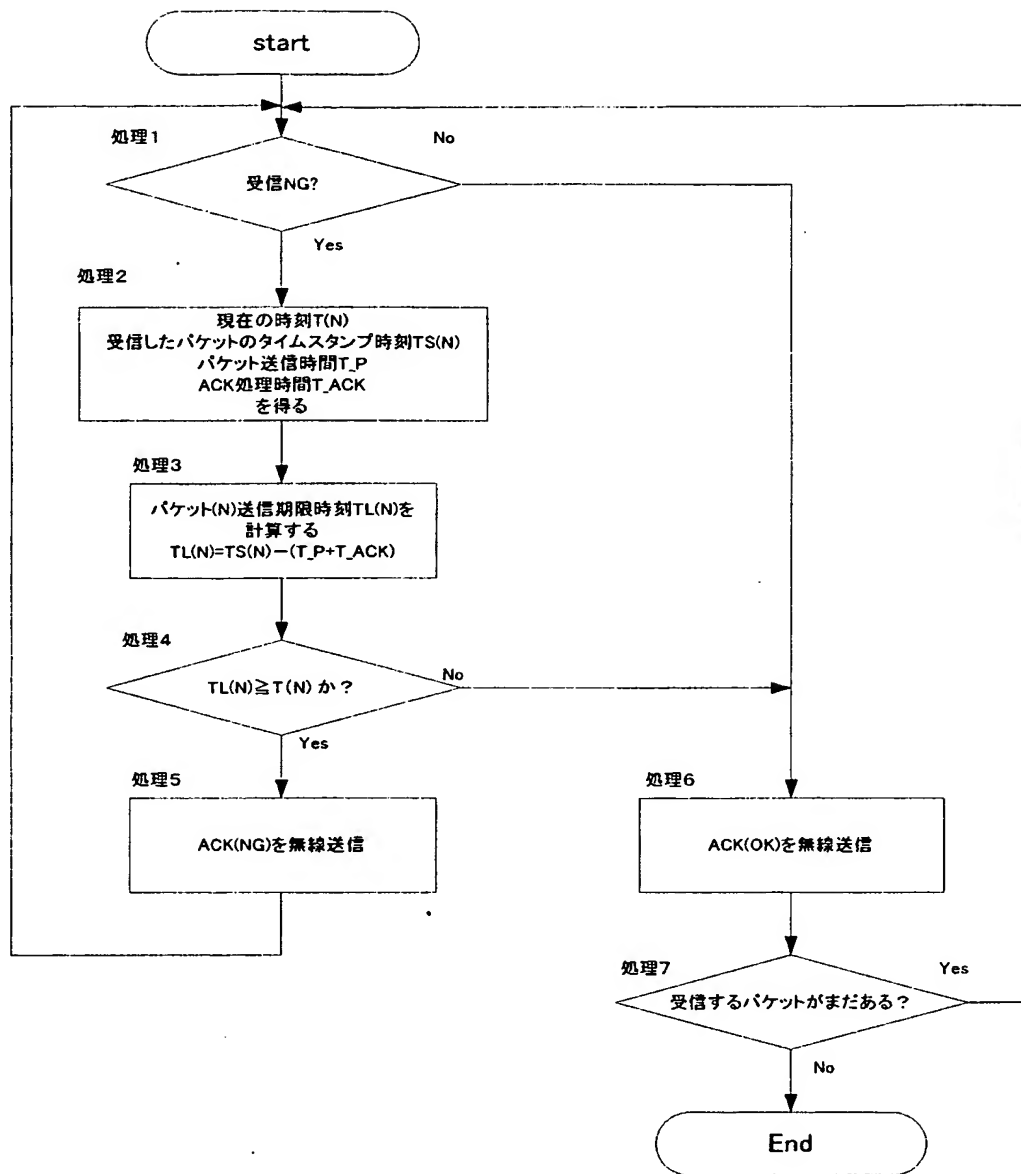 start
処理1
No
受信NG?
Yes
処理2
現在の時刻T(N)
受信したパケットのタイムスタンプ時刻TS(N)
パケット送信時間T_P
ACK処理時間T_ACK
を得る
処理3
パケット(N)送信期限時刻TL(N)を
計算する
TL(N)=TS(N)－(T_P+T_ACK)
処理4
TL(N)≧T(N) か？
No
Yes
処理5
ACK(NG)を無線送信
処理6
ACK(OK)を無線送信
処理7
Yes
受信するパケットがまだある？
No
End